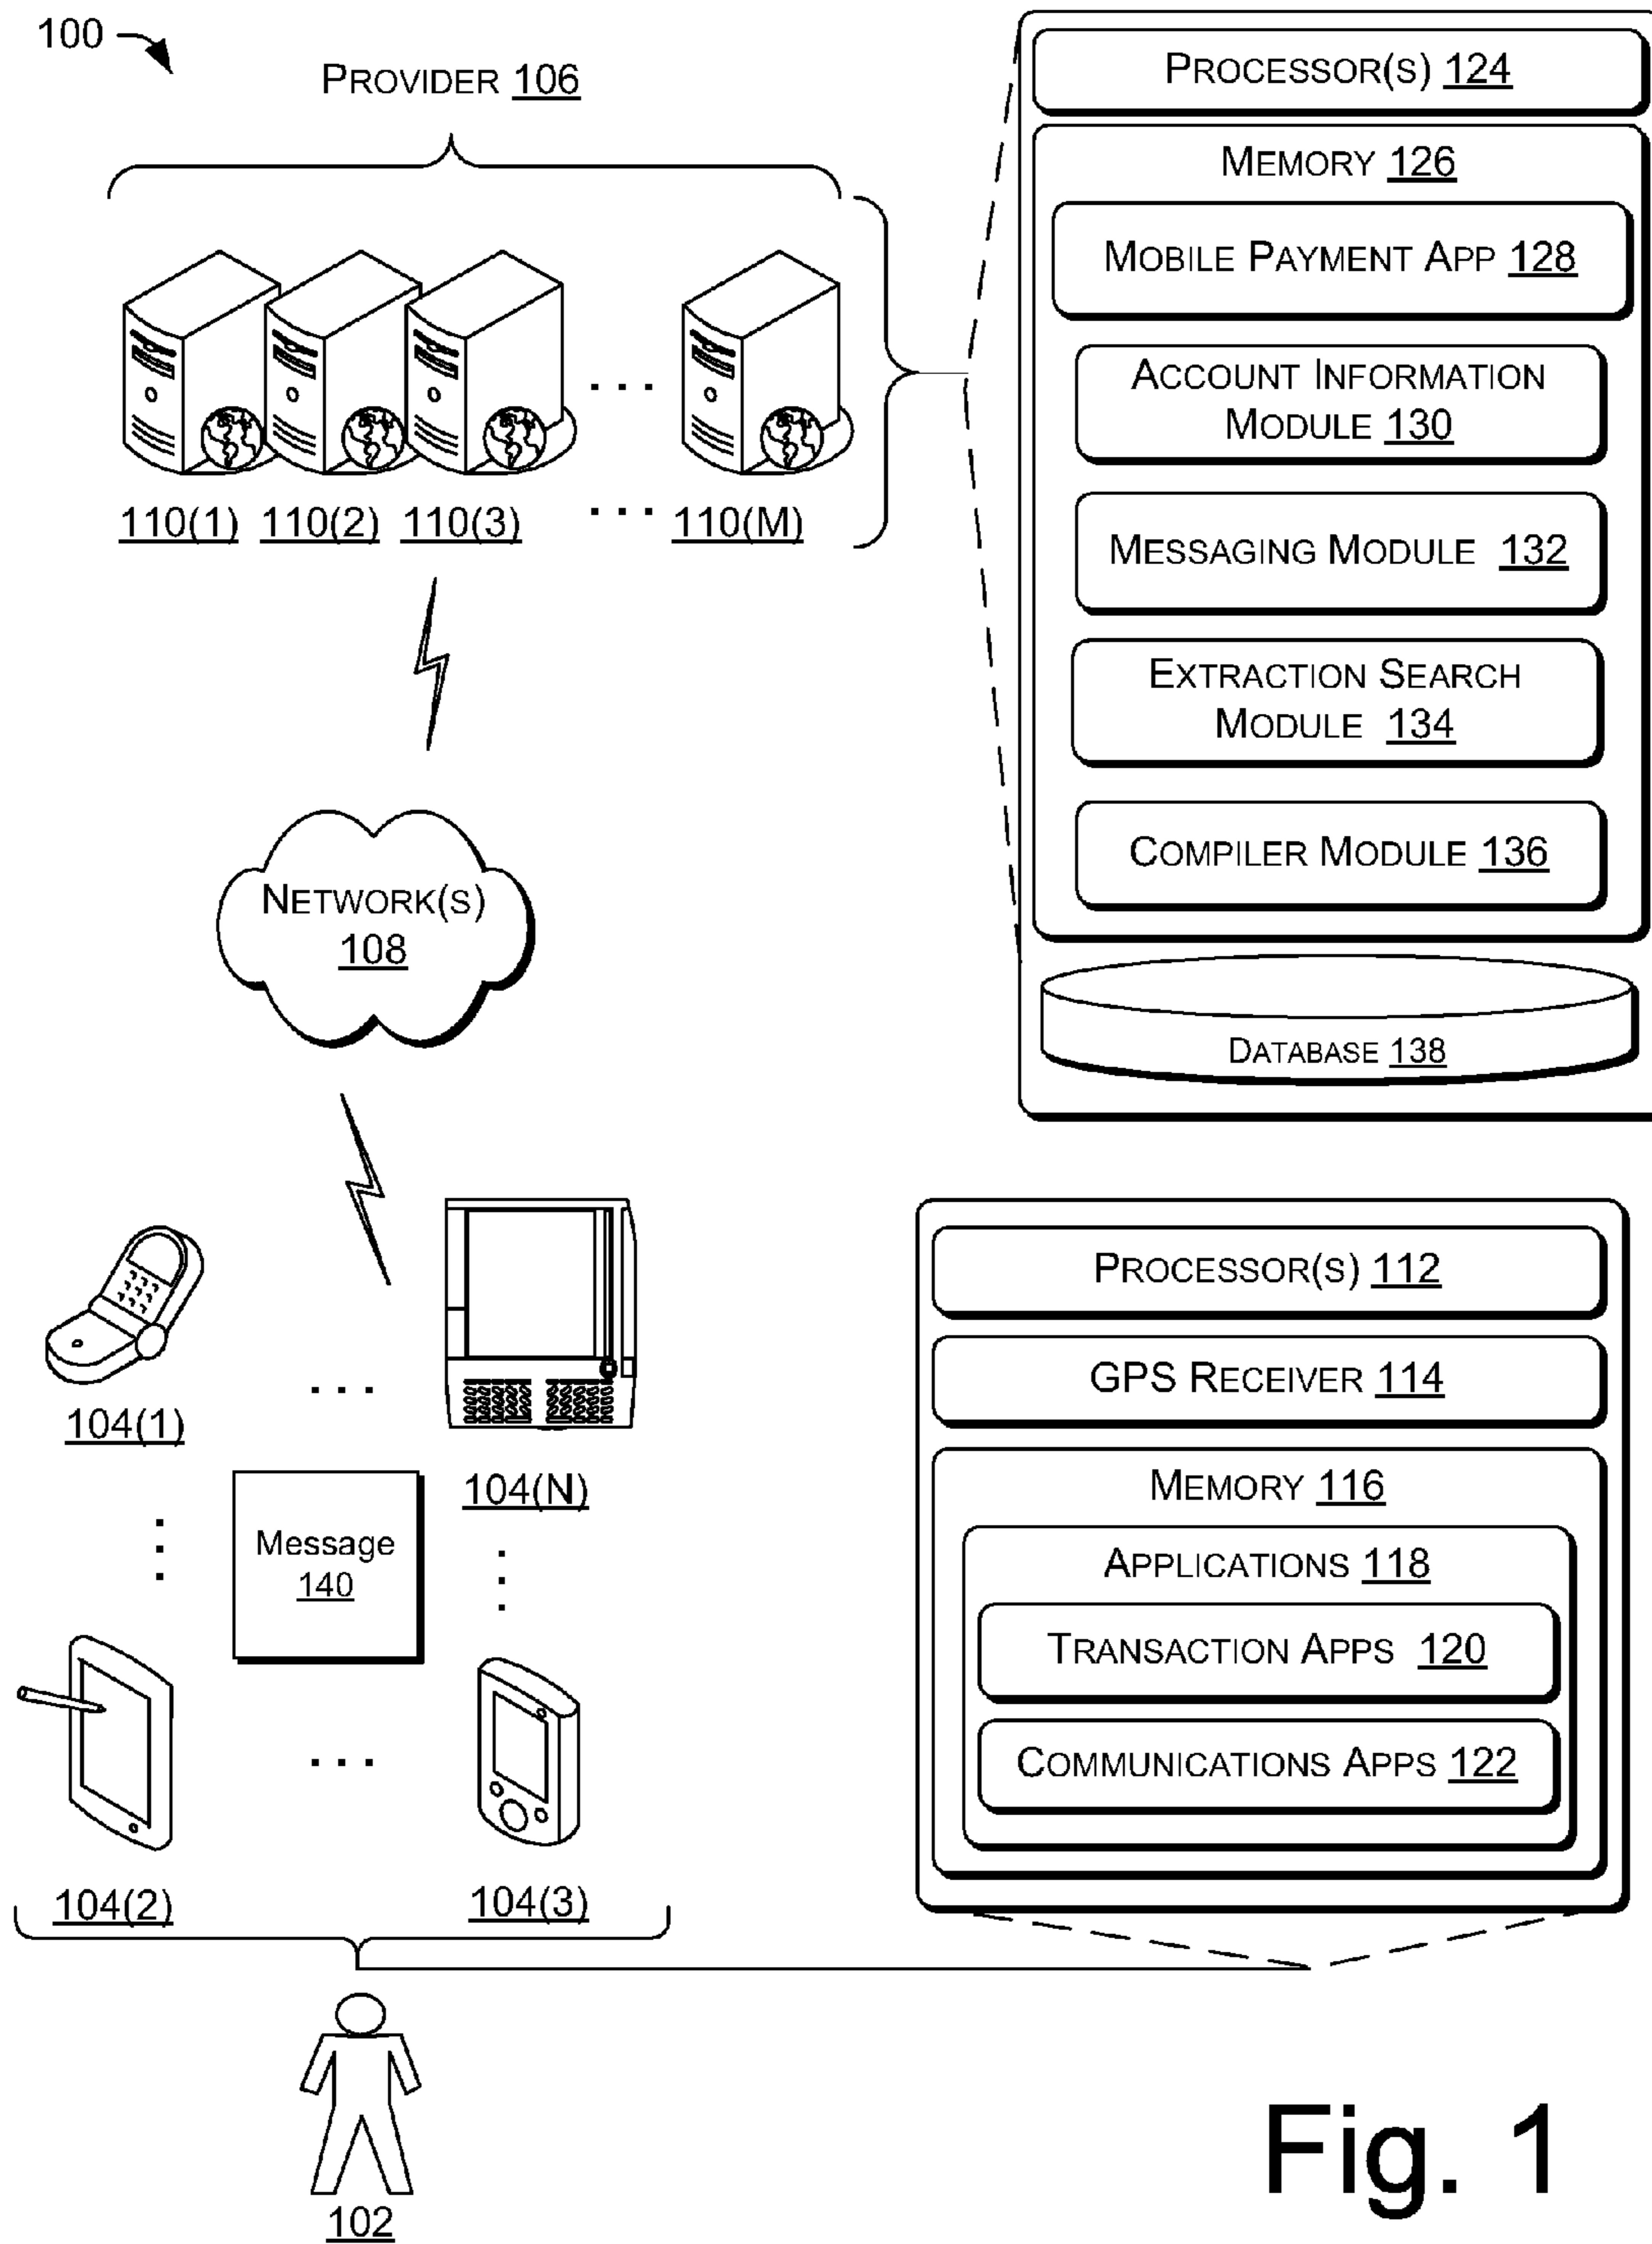 100
PROVIDER 106
110(1) 110(2) 110(3) ... 110(M)
PROCESSOR(S) 124
MEMORY 126
MOBILE PAYMENT APP 128
ACCOUNT INFORMATION
MODULE 130
MESSAGING MODULE 132
EXTRACTION SEARCH
MODULE 134
COMPILER MODULE 136
DATABASE 138
NETWORK(S)
108
104(1)
104(N)
Message
140
104(2)
104(3)
PROCESSOR(S) 112
GPS RECEIVER 114
MEMORY 116
APPLICATIONS 118
TRANSACTION APPS 120
COMMUNICATIONS APPS 122
102
Fig. 1